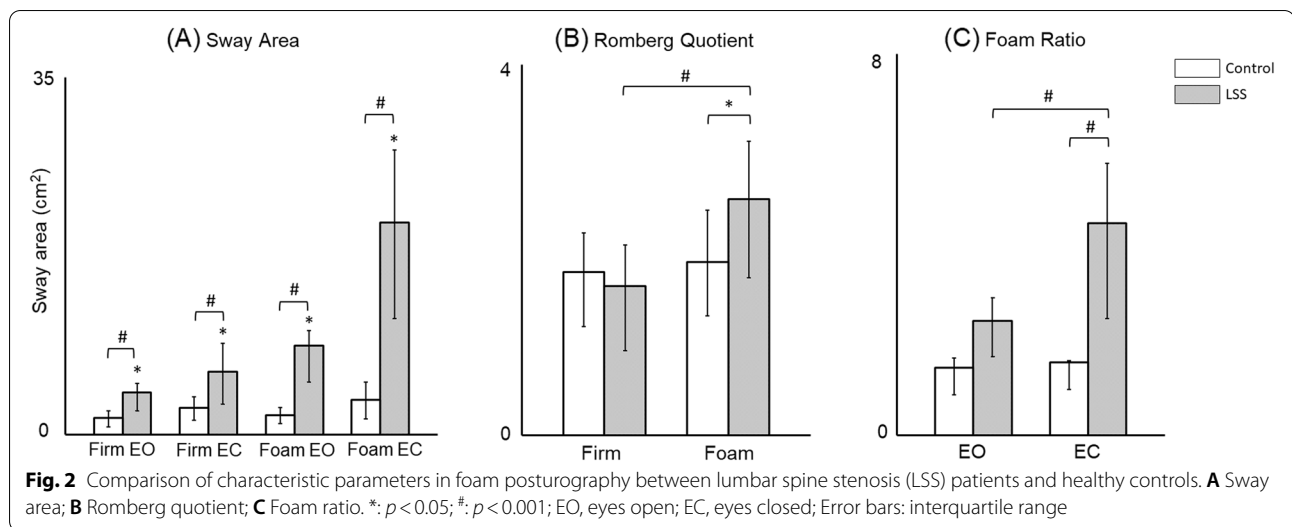 (A) Sway Area
(B) Romberg Quotient
(C) Foam Ratio
Control
LSS
35
Sway area (cm²)
0
#
*
#
*
#
*
#
*
Firm EO Firm EC Foam EO Foam EC
4
0
#
*
Firm Foam
8
0
#
#
EO EC
Fig. 2 Comparison of characteristic parameters in foam posturography between lumbar spine stenosis (LSS) patients and healthy controls. A Sway
area; B Romberg quotient; C Foam ratio. *: p < 0.05; #: p < 0.001; EO, eyes open; EC, eyes closed; Error bars: interquartile range